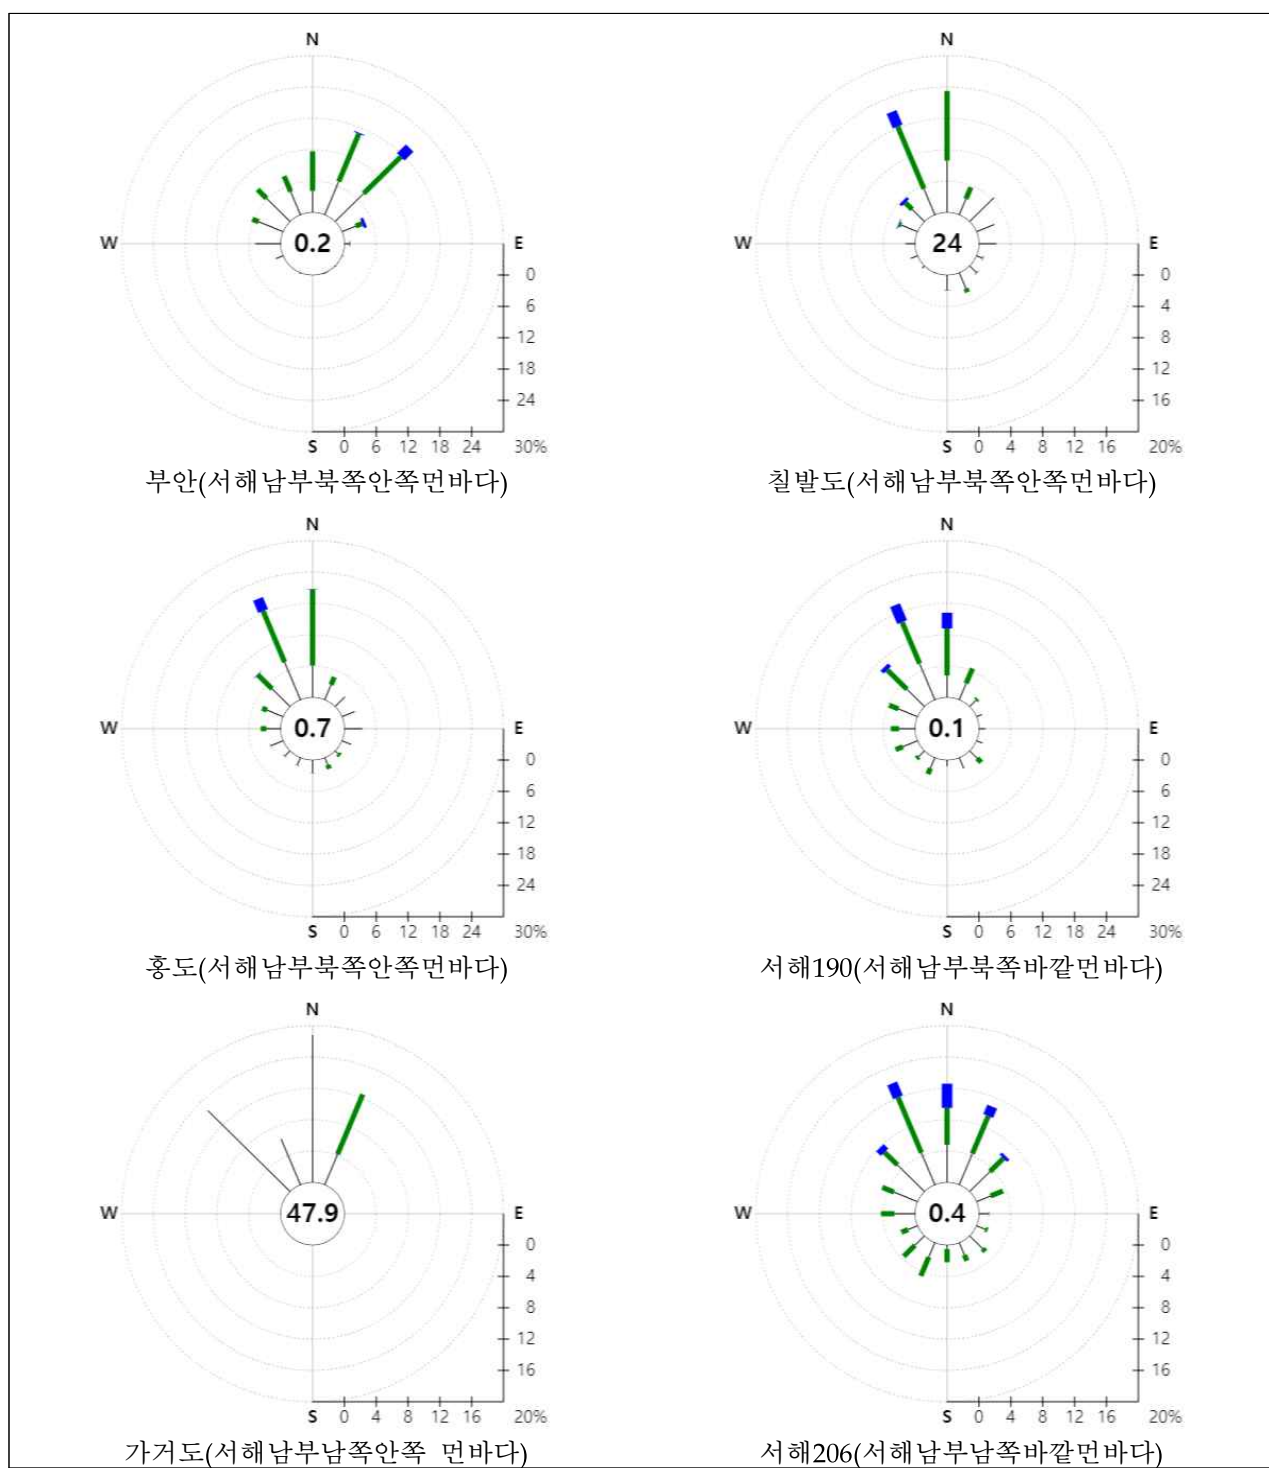 N
N
W
0.2
E
W
24
E
0
0
6
4
12
8
18
12
24
16
S 0 6 12 18 24 30%
S 0 4 8 12 16 20%
부안(서해남부북쪽안쪽먼바다)
칠발도(서해남부북쪽안쪽먼바다)
N
N
W
0.7
E
W
0.1
E
0
0
6
6
12
12
18
18
24
24
S 0 6 12 18 24 30%
S 0 6 12 18 24 30%
홍도(서해남부북쪽안쪽먼바다)
서해190(서해남부북쪽바깥먼바다)
N
N
W
47.9
E
W
0.4
E
0
0
4
4
8
8
12
12
16
16
S 0 4 8 12 16 20%
S 0 4 8 12 16 20%
가거도(서해남부남쪽안쪽 먼바다)
서해206(서해남부남쪽바깥먼바다)